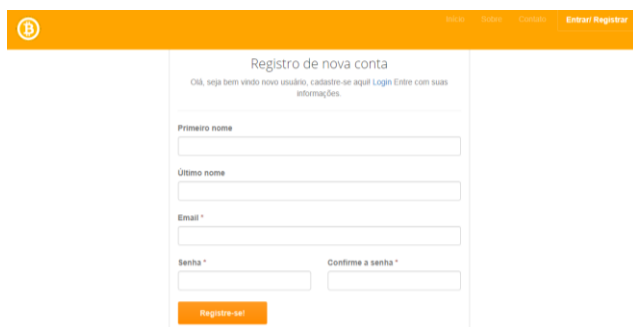 Início Sobre Contato Entrar/ Registrar
Registro de nova conta
Olá, seja bem vindo novo usuário, cadastre-se aqui! Login Entre com suas
informações.
Primeiro nome
Último nome
Email *
Senha * Confirme a senha *
Registre-se!